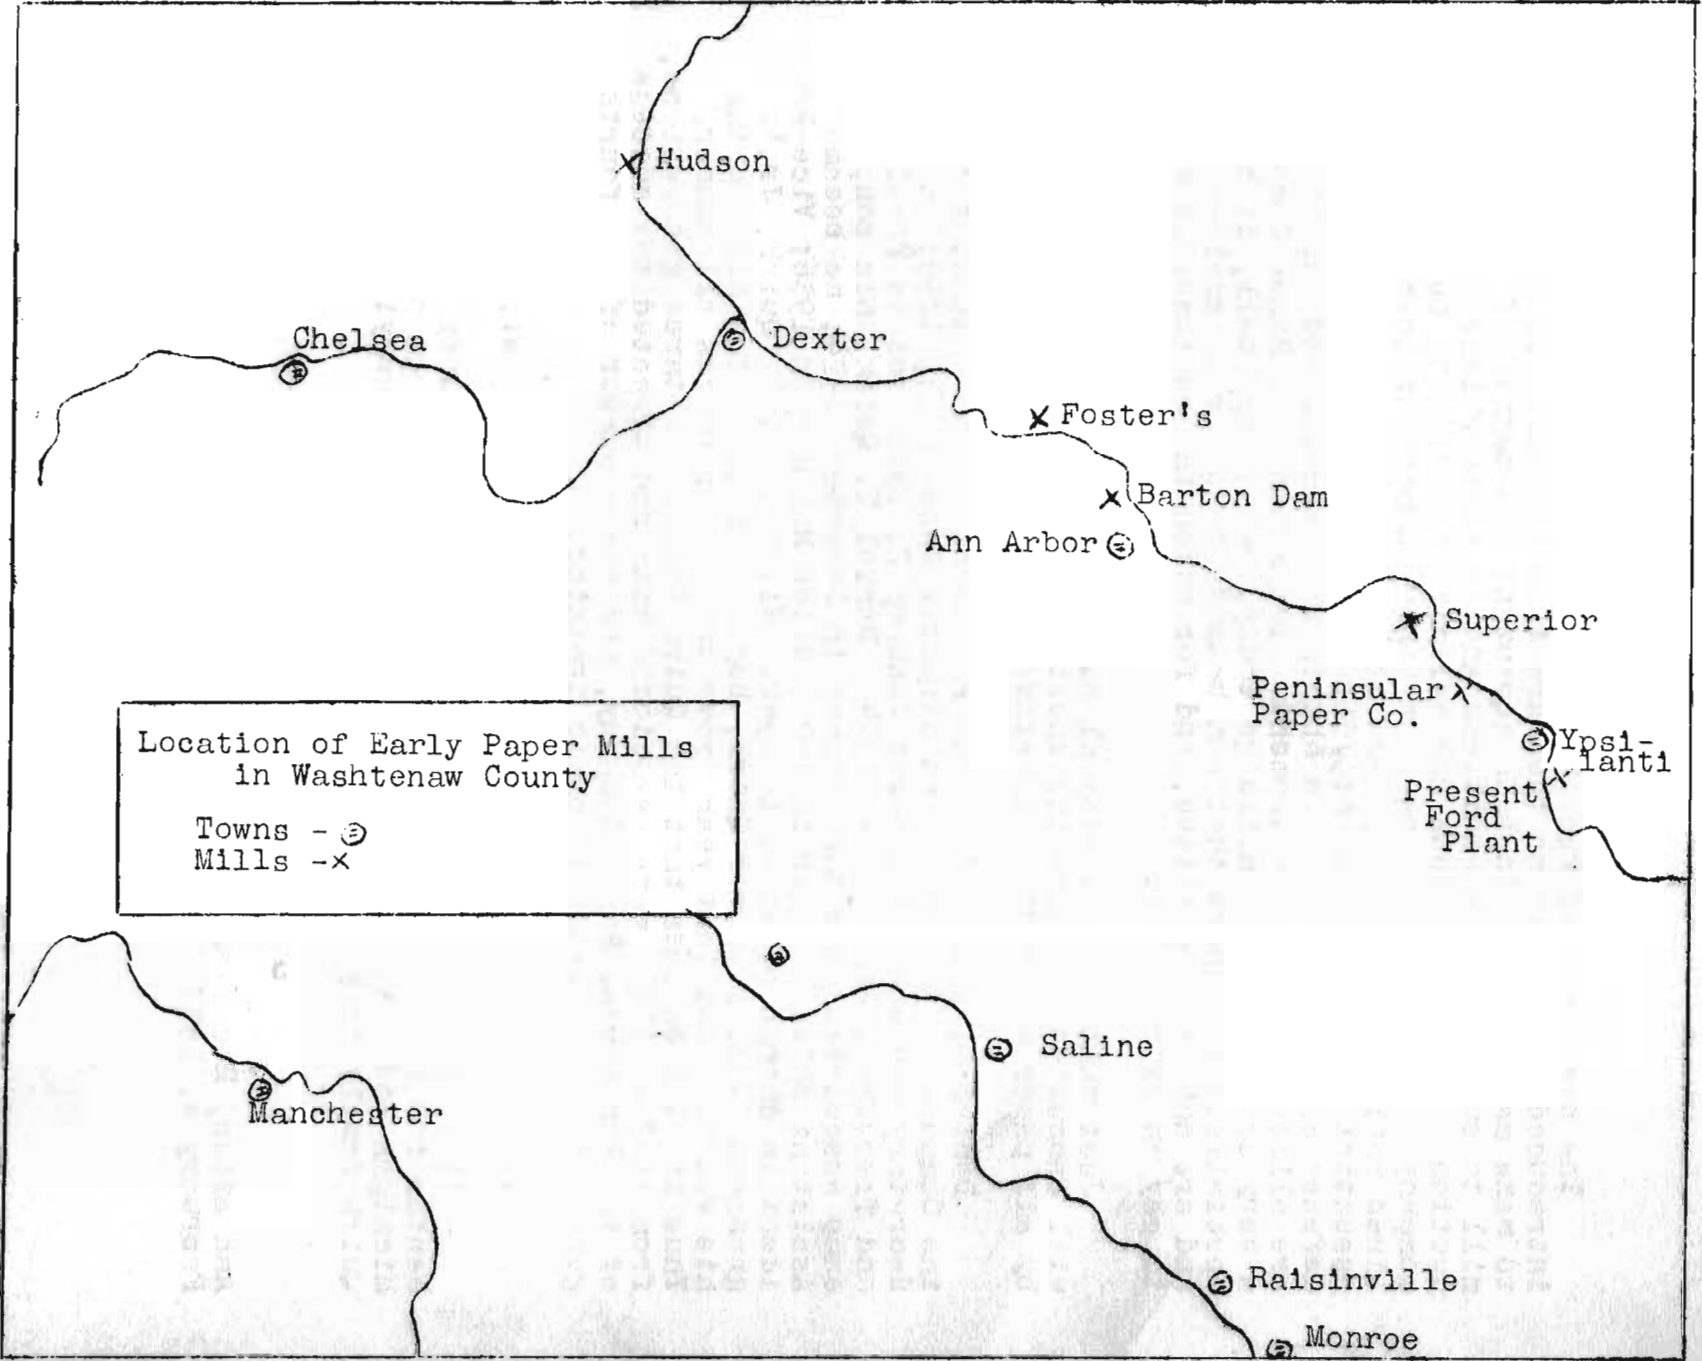 Hudson
Chelsea
Dexter
Foster's
Barton Dam
Ann Arbor
Superior
Peninsular
Paper Co.
Ypsi-
lanti
Present
Ford
Plant
Location of Early Paper Mills
in Washtenaw County
Towns -
Mills -x
Saline
Manchester
Raisinville
Monroe